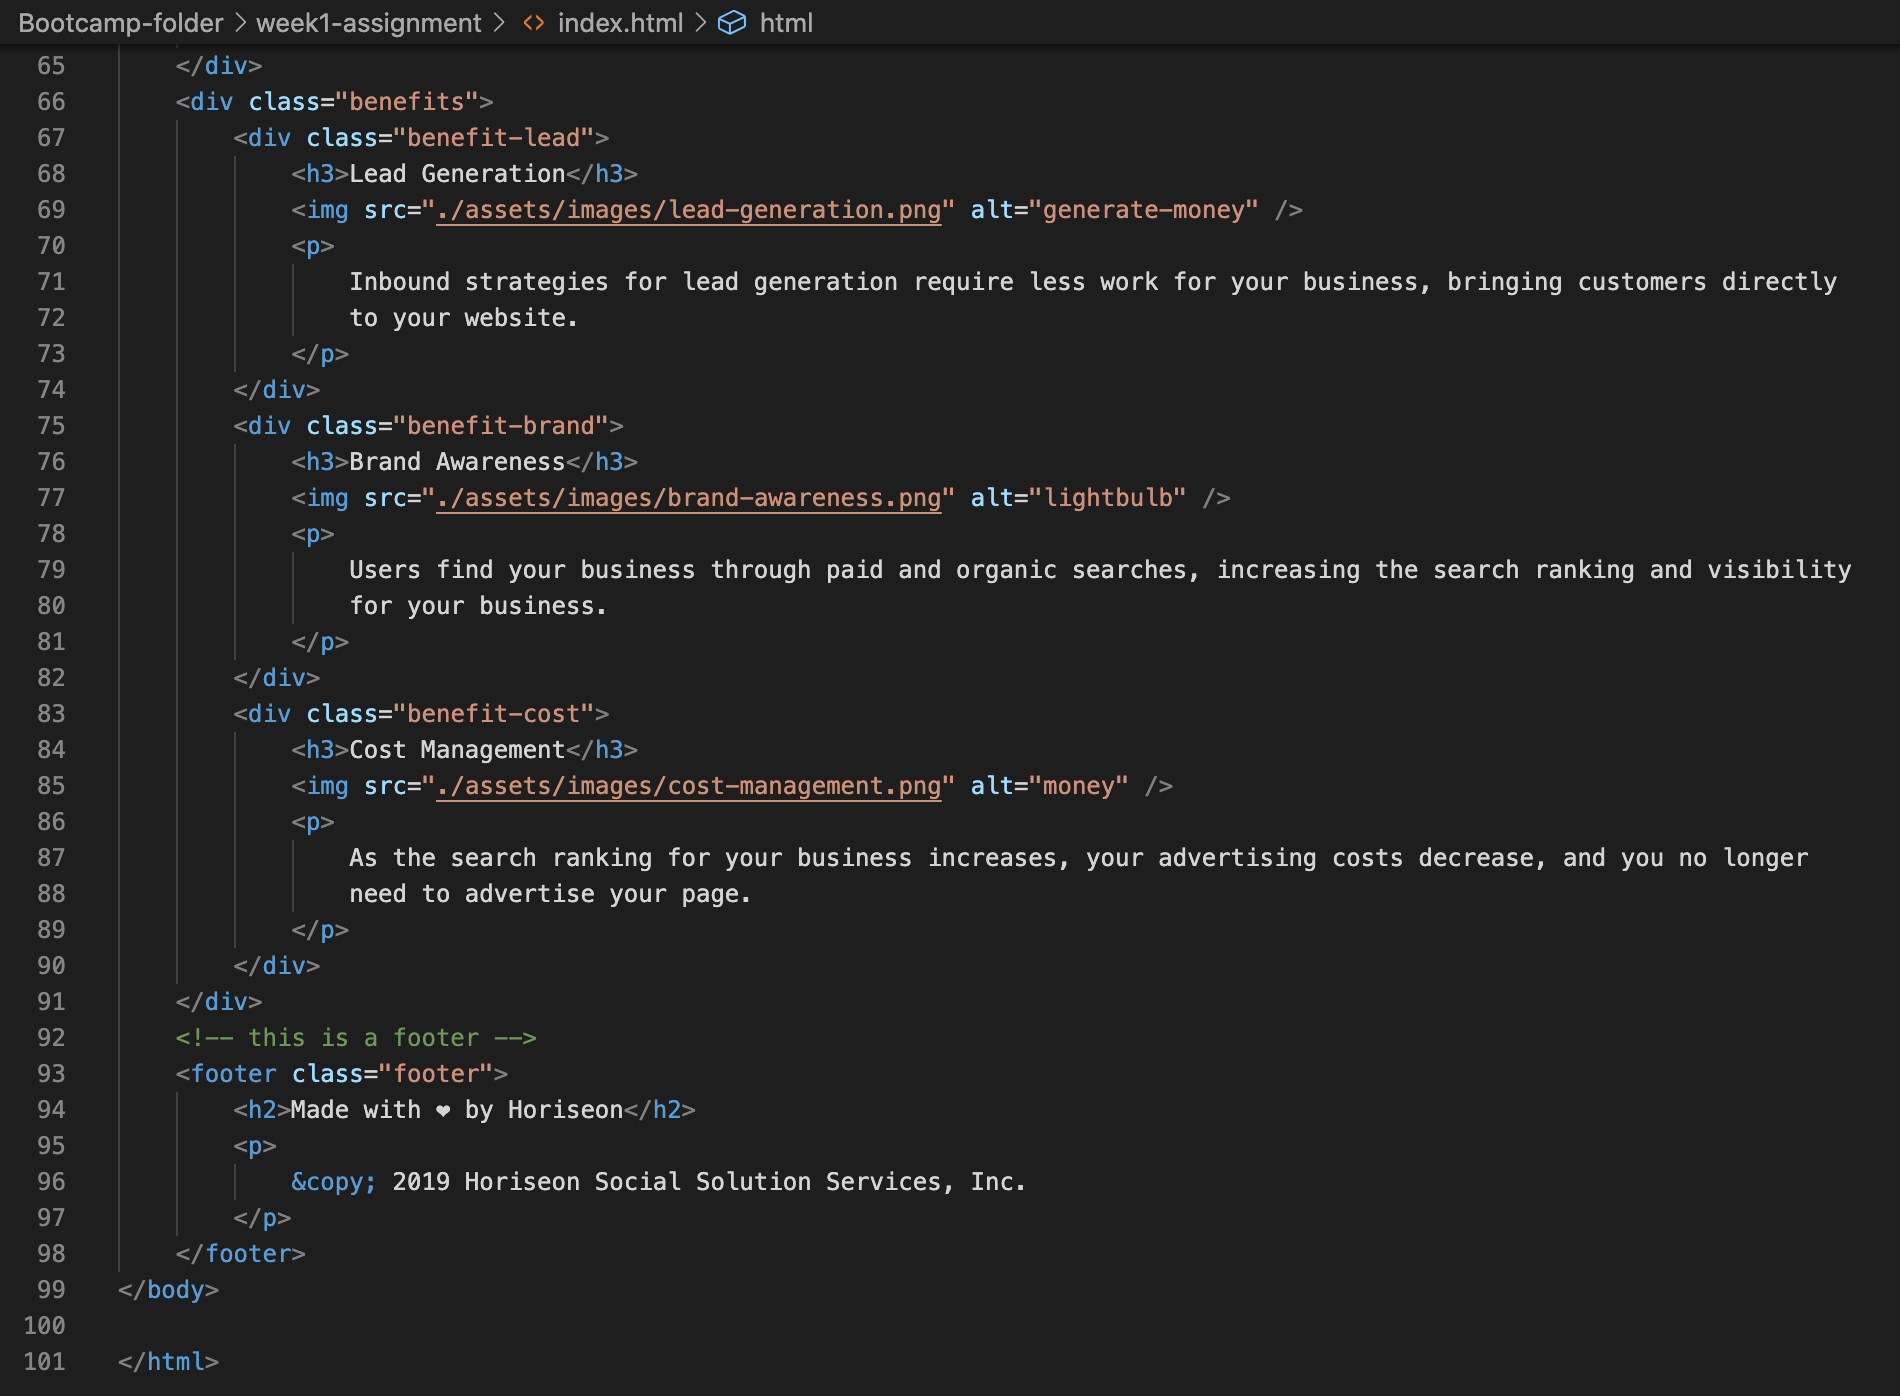 Bootcamp-folder > week1-assignment > <> index.html > html
65 </div>
66 <div class="benefits">
67 <div class="benefit-lead">
68 <h3>Lead Generation</h3>
69 <img src="./assets/images/lead-generation.png" alt="generate-money" />
70 <p>
71 Inbound strategies for lead generation require less work for your business, bringing customers directly
72 to your website.
73 </p>
74 </div>
75 <div class="benefit-brand">
76 <h3>Brand Awareness</h3>
77 <img src="./assets/images/brand-awareness.png" alt="lightbulb" />
78 <p>
79 Users find your business through paid and organic searches, increasing the search ranking and visibility
80 for your business.
81 </p>
82 </div>
83 <div class="benefit-cost">
84 <h3>Cost Management</h3>
85 <img src="./assets/images/cost-management.png" alt="money" />
86 <p>
87 As the search ranking for your business increases, your advertising costs decrease, and you no longer
88 need to advertise your page.
89 </p>
90 </div>
91 </div>
92 <!-- this is a footer -->
93 <footer class="footer">
94 <h2>Made with ❤ by Horiseon</h2>
95 <p>
96 &copy; 2019 Horiseon Social Solution Services, Inc.
97 </p>
98 </footer>
99 </body>
100
101 </html>